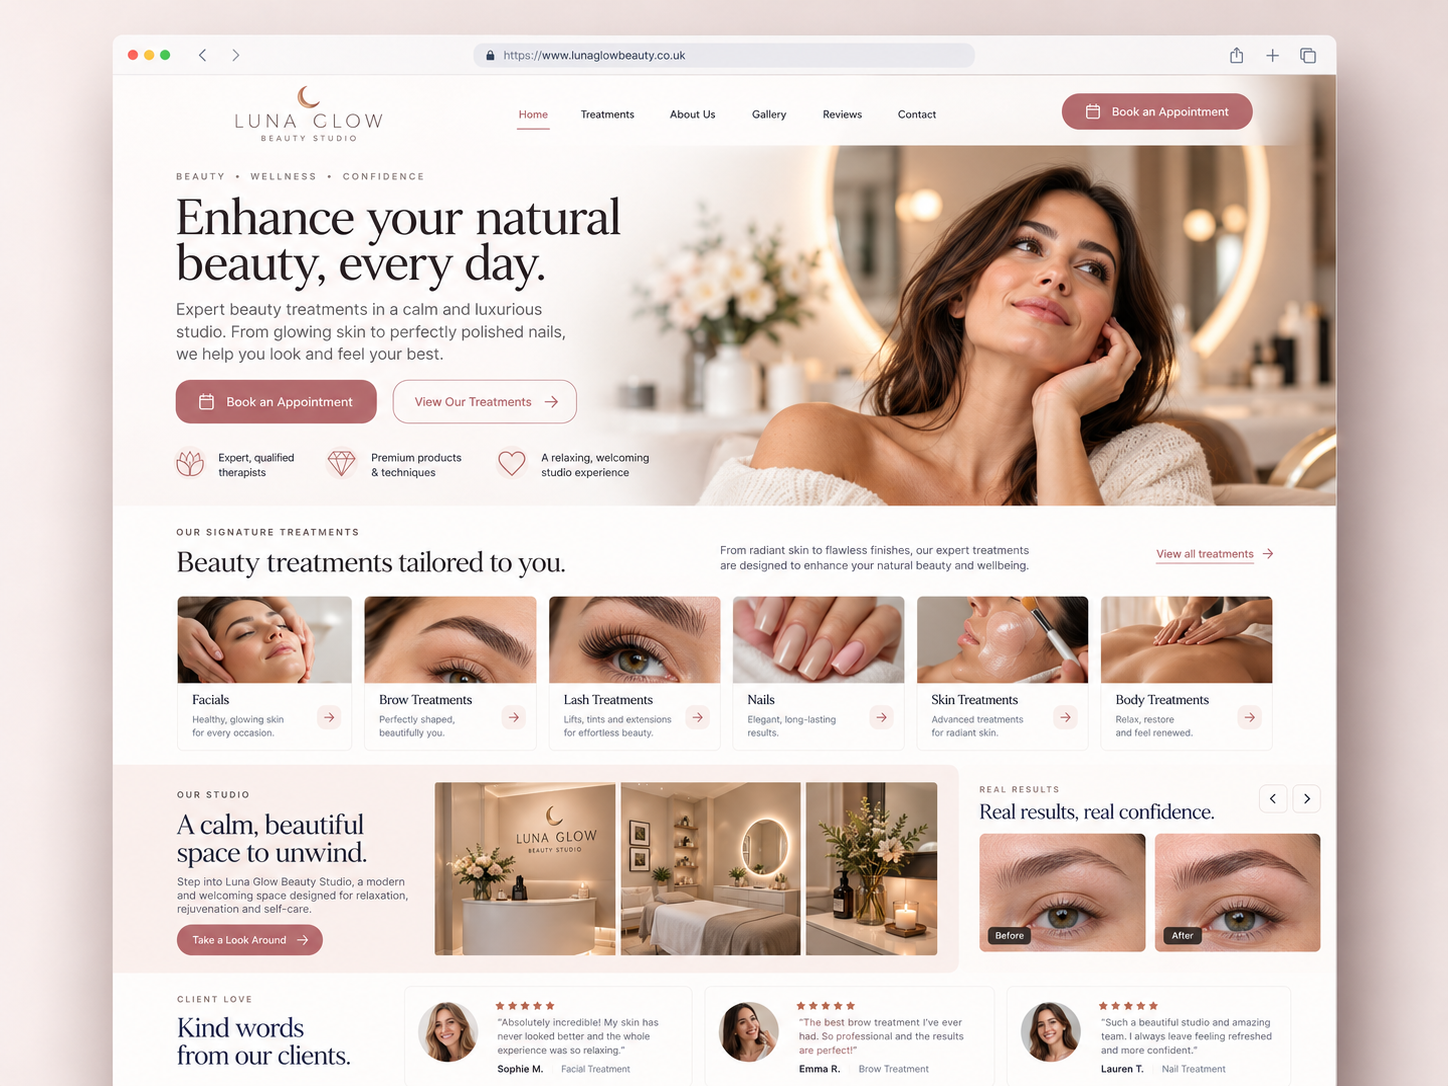 https://www.lunaglowbeauty.co.uk
LUNA GLOW
BEAUTY STUDIO
Home
Treatments
About Us
Gallery
Reviews
Contact
Book an Appointment
BEAUTY • WELLNESS • CONFIDENCE
Enhance your natural
beauty, every day.
Expert beauty treatments in a calm and luxurious
studio. From glowing skin to perfectly polished nails,
we help you look and feel your best.
Book an Appointment
View Our Treatments
Expert, qualified
therapists
Premium products
& techniques
A relaxing, welcoming
studio experience
OUR SIGNATURE TREATMENTS
Beauty treatments tailored to you.
From radiant skin to flawless finishes, our expert treatments
are designed to enhance your natural beauty and wellbeing.
View all treatments
Facials
Healthy, glowing skin
for every occasion.
Brow Treatments
Perfectly shaped,
beautifully you.
Lash Treatments
Lifts, tints and extensions
for effortless beauty.
Nails
Elegant, long-lasting
results.
Skin Treatments
Advanced treatments
for radiant skin.
Body Treatments
Relax, restore
and feel renewed.
OUR STUDIO
A calm, beautiful
space to unwind.
Step into Luna Glow Beauty Studio, a modern
and welcoming space designed for relaxation,
rejuvenation and self-care.
Take a Look Around
LUNA GLOW
BEAUTY STUDIO
REAL RESULTS
Real results, real confidence.
Before
After
CLIENT LOVE
Kind words
from our clients.
"Absolutely incredible! My skin has
never looked better and the whole
experience was so relaxing."
Sophie M. Facial Treatment
"The best brow treatment I've ever
had. So professional and the results
are perfect!"
Emma R. Brow Treatment
"Such a beautiful studio and amazing
team. I always leave feeling refreshed
and more confident."
Lauren T. Nail Treatment